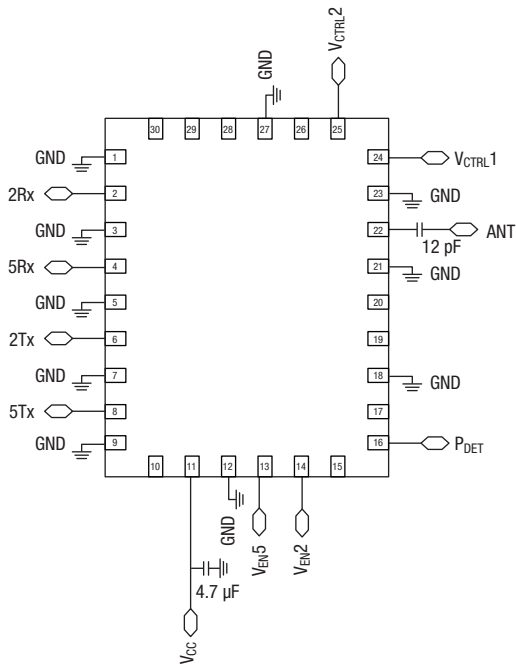 V_CTRL2
GND
30 29 28 27 26 25
GND 1
24 V_CTRL1
2Rx 2
23 GND
GND 3
22 ANT
12 pF
5Rx 4
21 GND
GND 5
20
2Tx 6
19
GND 7
18 GND
5Tx 8
17
GND 9
16 P_DET
10 11 12 13 14 15
GND
V_EN5
V_EN2
4.7 µF
V_CC